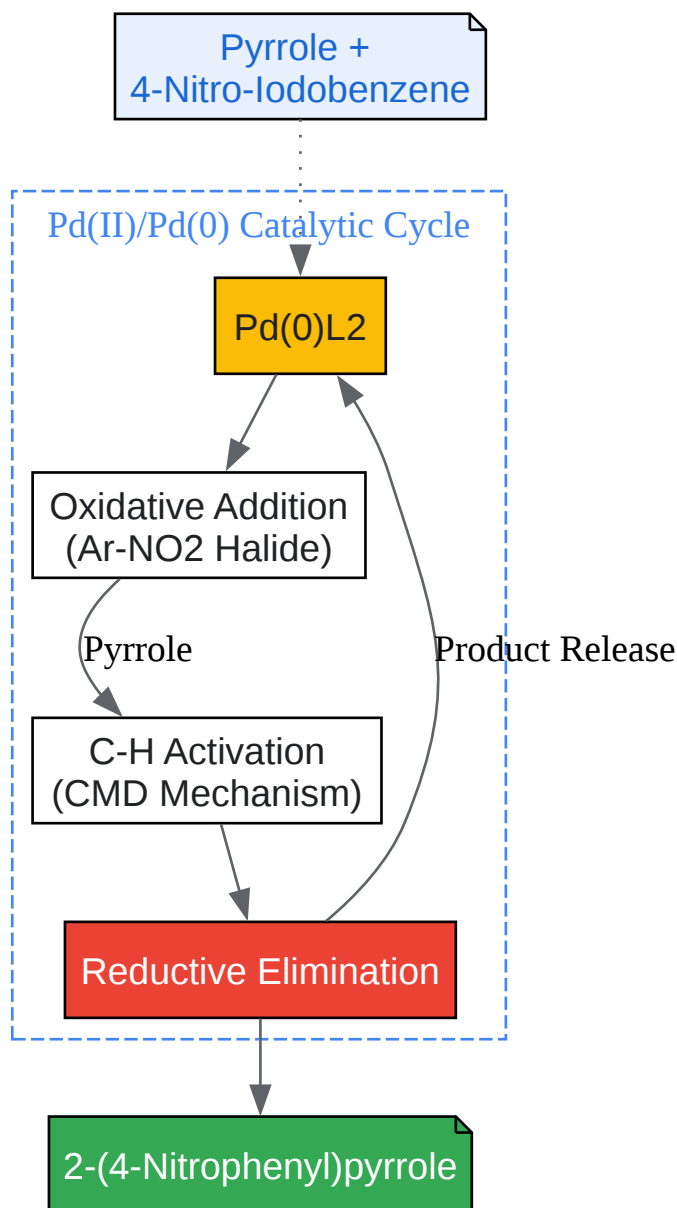 Pyrrole +
4-Nitro-Iodobenzene
Pd(II)/Pd(0) Catalytic Cycle
Pd(0)L2
Oxidative Addition
(Ar-NO2 Halide)
Pyrrole
Product Release
C-H Activation
(CMD Mechanism)
Reductive Elimination
2-(4-Nitrophenyl)pyrrole